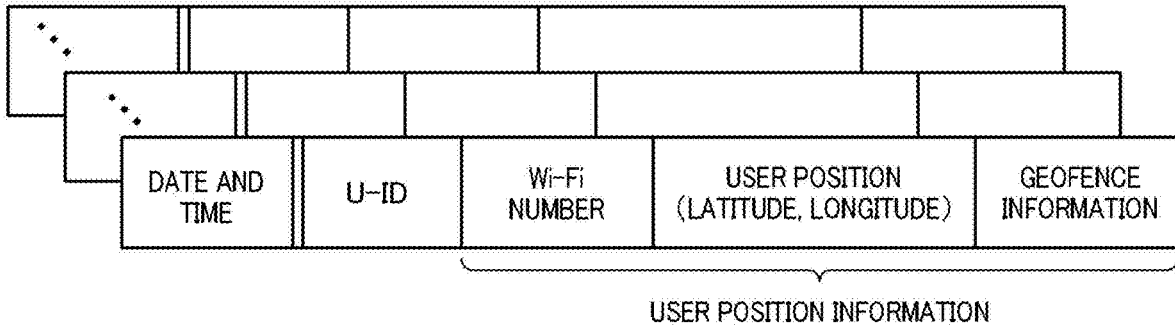 DATE AND
TIME
U-ID
Wi-Fi
NUMBER
USER POSITION
(LATITUDE, LONGITUDE)
GEOFENCE
INFORMATION
USER POSITION INFORMATION